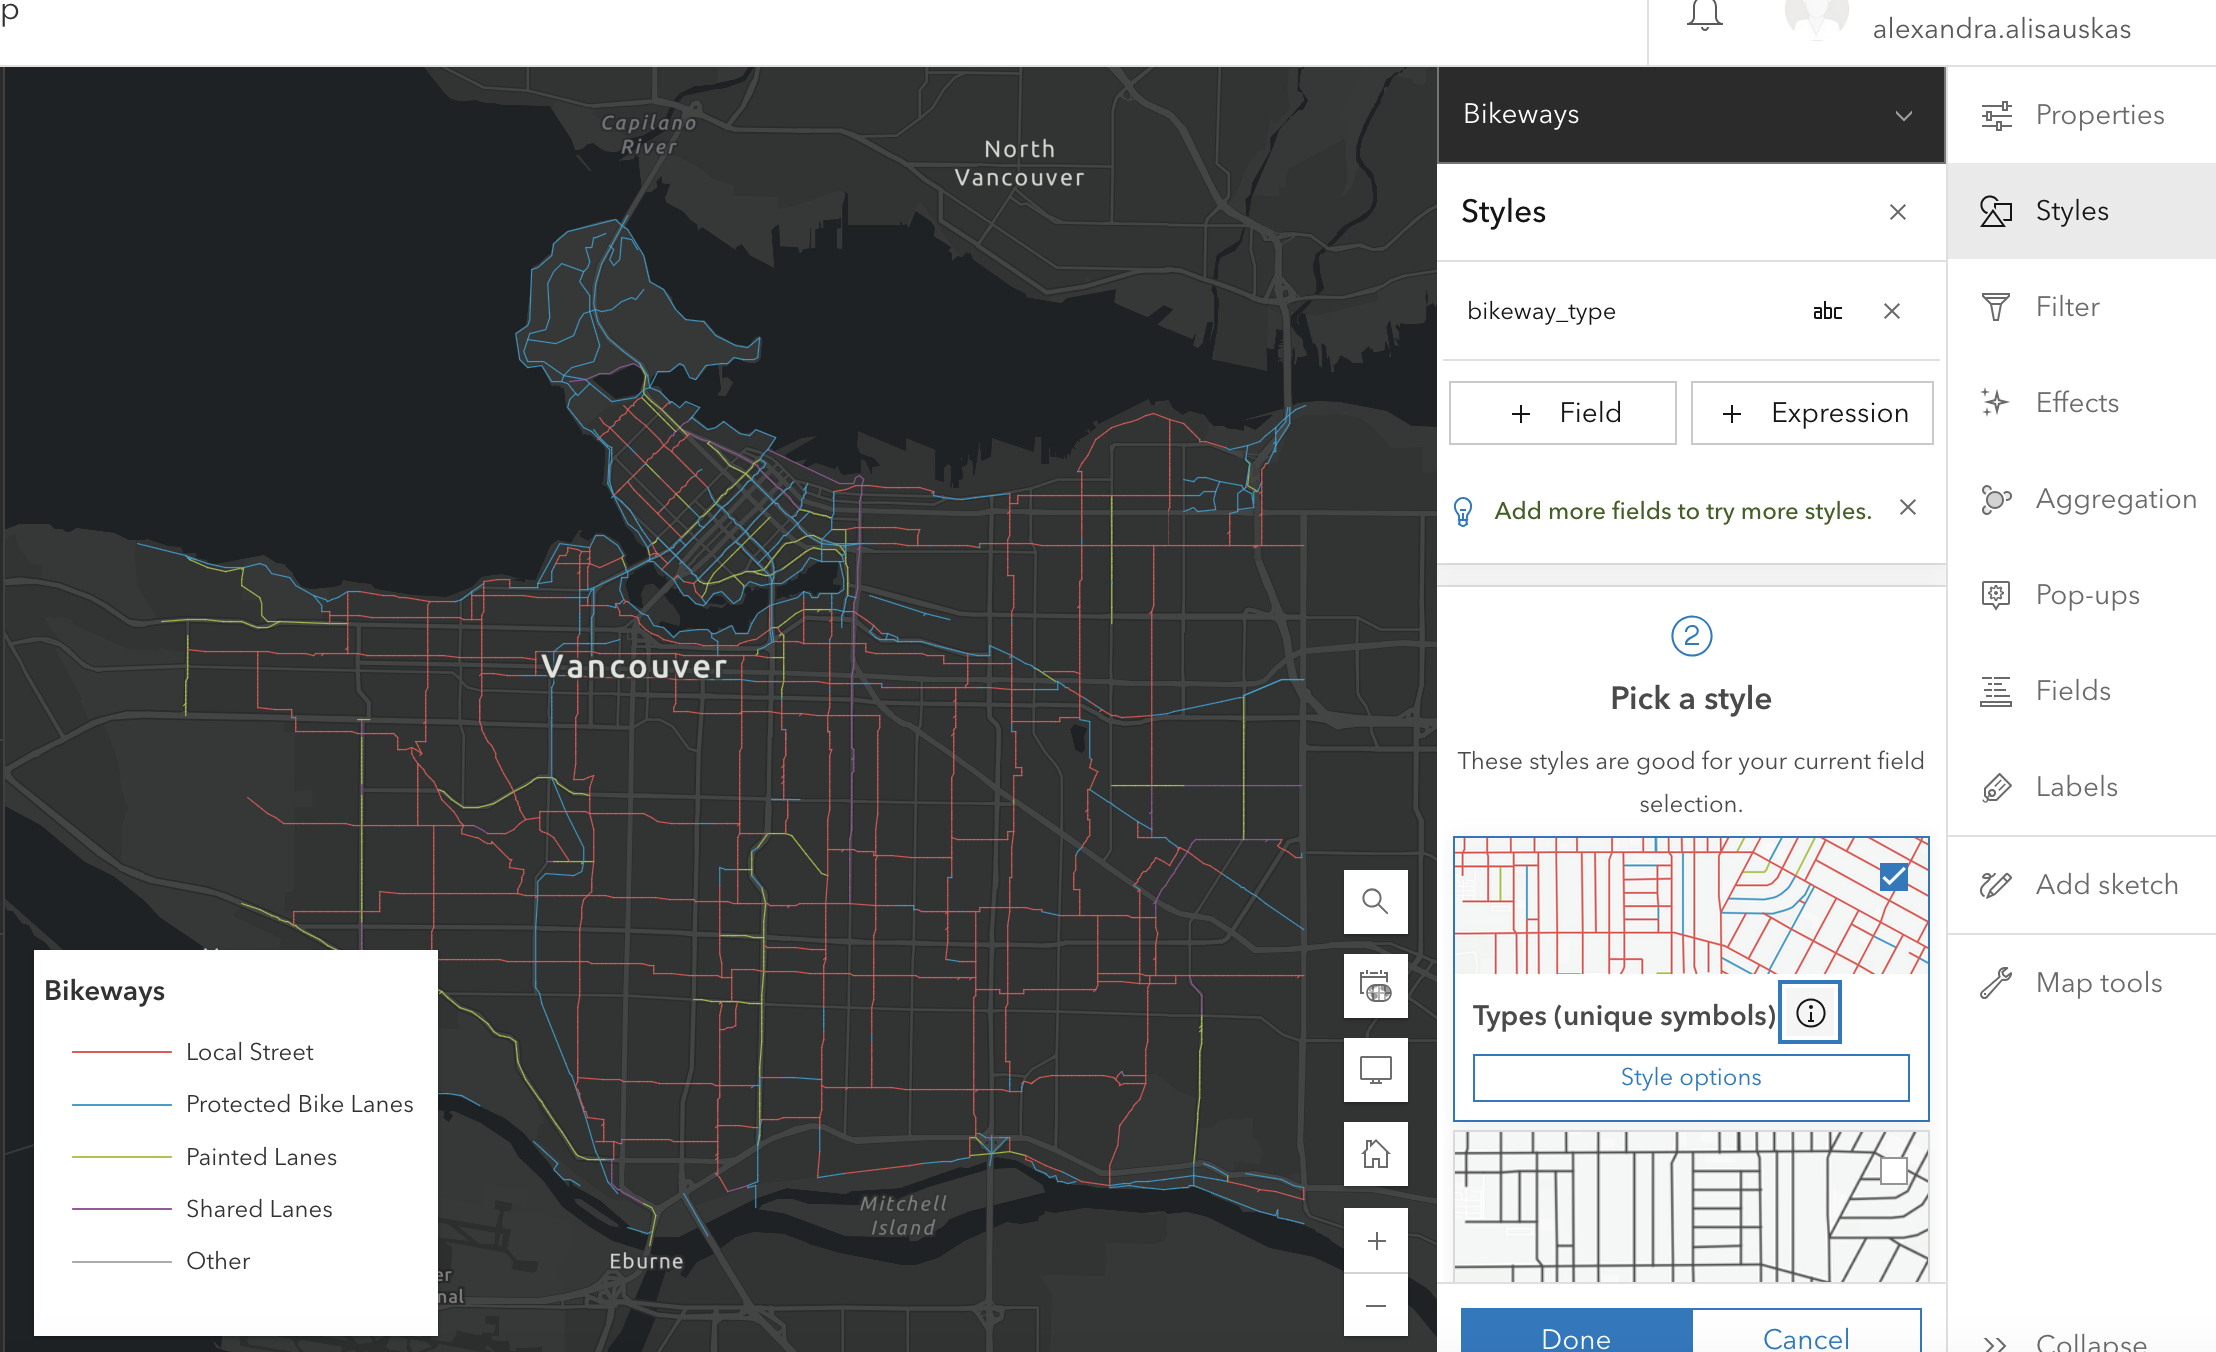 p
alexandra.alisauskas
Capilano
River
North
Vancouver
Vancouver
Mitchell
Island
Eburne
er
nal
Bikeways
Local Street
Protected Bike Lanes
Painted Lanes
Shared Lanes
Other
Bikeways
Styles
bikeway_type
abc
+ Field
+ Expression
Add more fields to try more styles.
2
Pick a style
These styles are good for your current field
selection.
Types (unique symbols)
Style options
Done
Cancel
Properties
Styles
Filter
Effects
Aggregation
Pop-ups
Fields
Labels
Add sketch
Map tools
Collapse